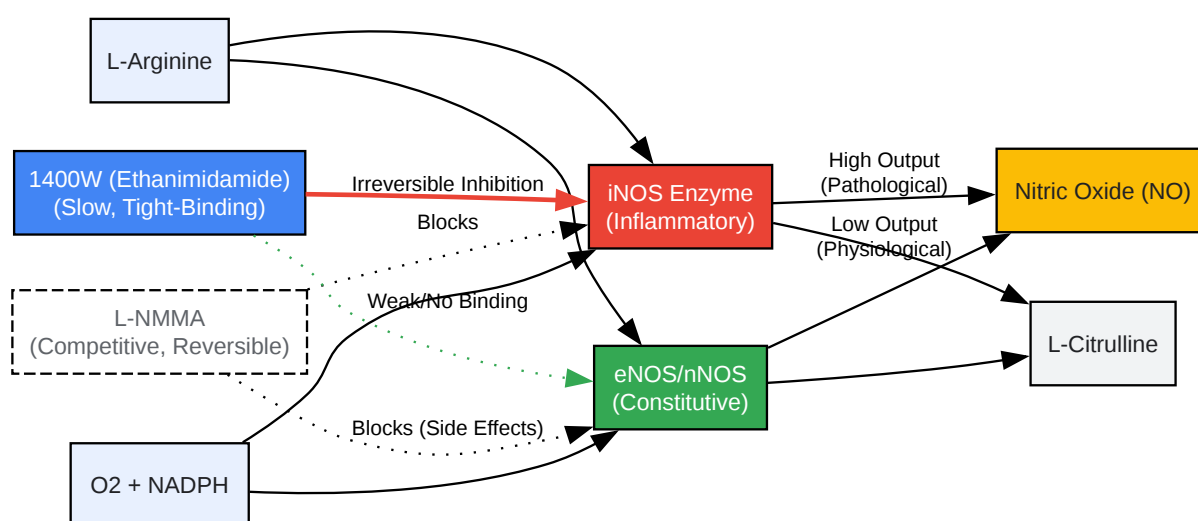 L-Arginine
1400W (Ethanimidamide)
(Slow, Tight-Binding)
Irreversible Inhibition
iNOS Enzyme
(Inflammatory)
High Output
(Pathological)
Nitric Oxide (NO)
Blocks
Low Output
(Physiological)
L-NMMA
(Competitive, Reversible)
Weak/No Binding
L-Citrulline
eNOS/nNOS
(Constitutive)
Blocks (Side Effects)
O2 + NADPH